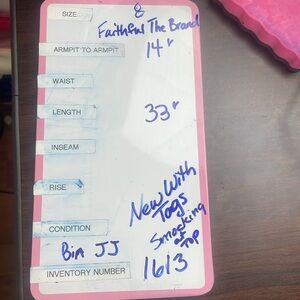 SIZE 8
Faithful The Brand
ARMPIT TO ARMPIT 14"
WAIST
LENGTH 33"
INSEAM
RISE
New With
Tags
Smocking
at Top
CONDITION
Bin JJ
INVENTORY NUMBER 1613